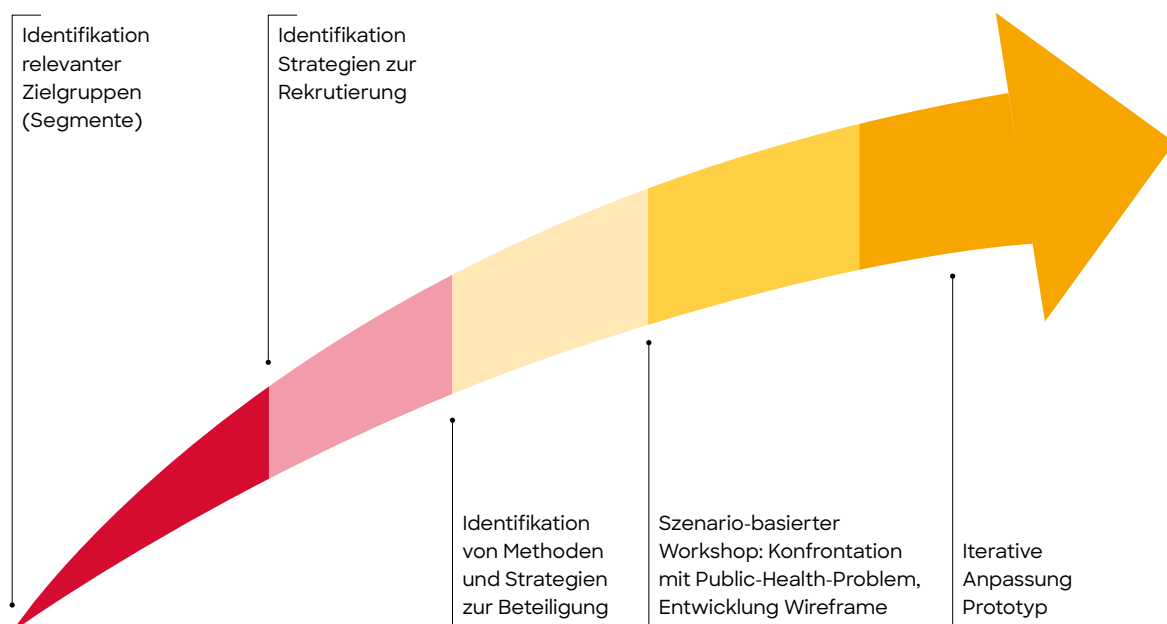 Identifikation
relevanter
Zielgruppen
(Segmente)
Identifikation
Strategien zur
Rekrutierung
Identifikation
von Methoden
und Strategien
zur Beteiligung
Szenario-basierter
Workshop: Konfrontation
mit Public-Health-Problem,
Entwicklung Wireframe
Iterative
Anpassung
Prototyp